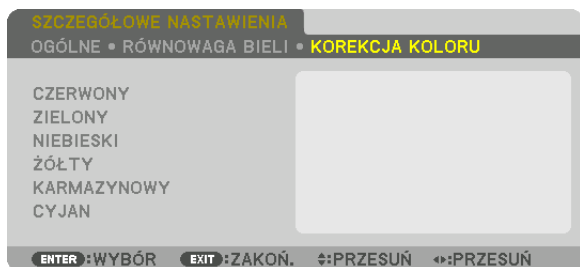 SZCZEGÓŁOWE NASTAWIENIA
OGÓLNE • RÓWNOWAGA BIELI • KOREKCJA KOLORU
CZERWONY
ZIELONY
NIEBIESKI
ŻÓŁTY
KARMAZYNOWY
CYJAN
ENTER :WYBÓR EXIT :ZAKOŃ. :PRZESUŃ :PRZESUŃ